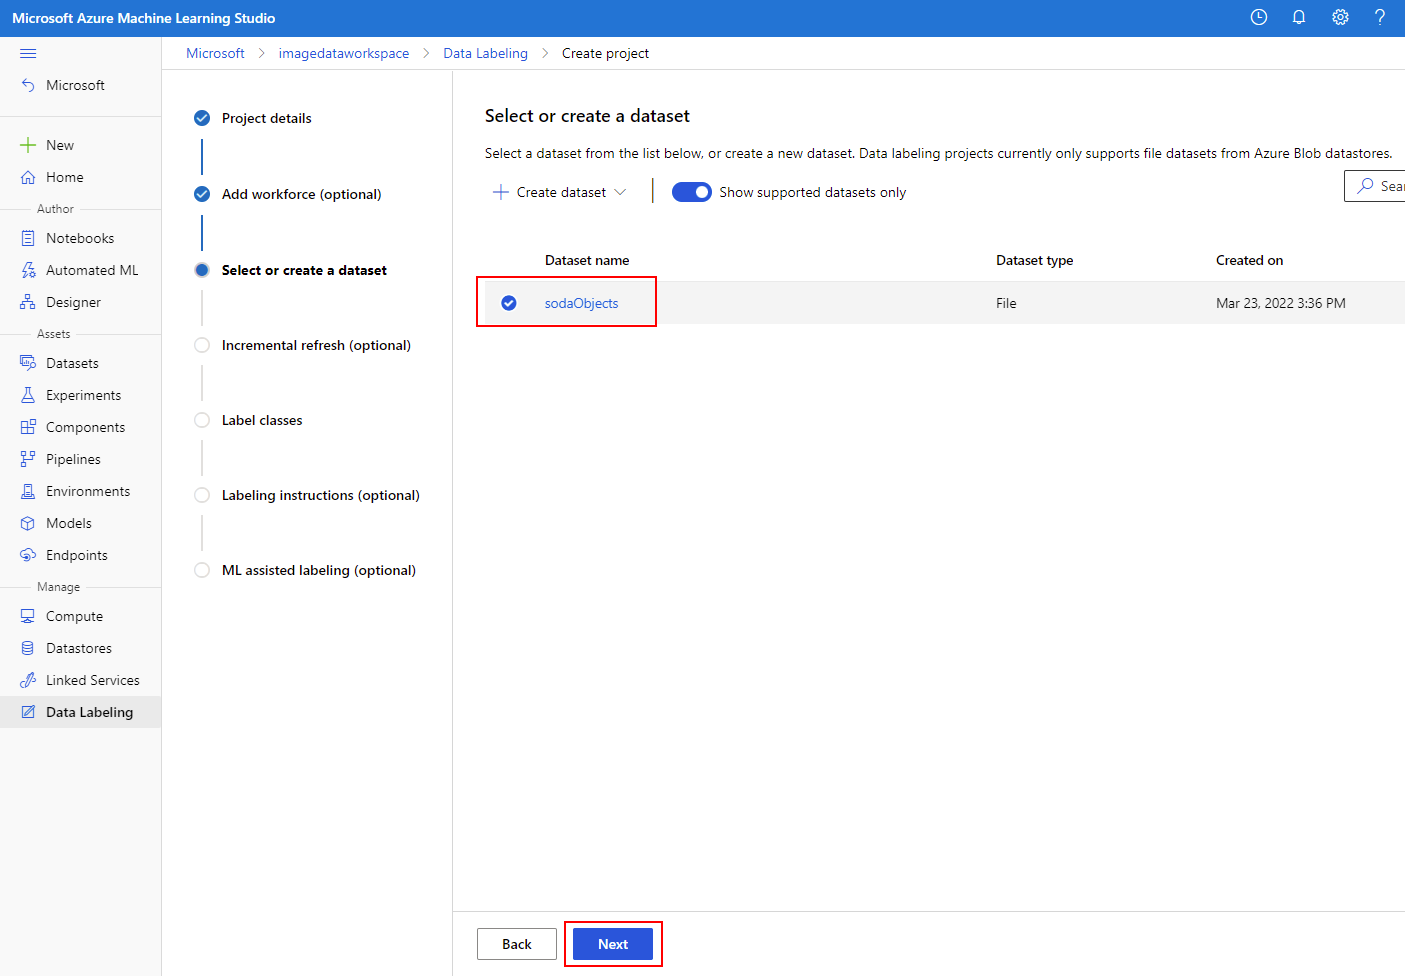 Microsoft Azure Machine Learning Studio
Microsoft > imagedataworkspace > Data Labeling > Create project
Microsoft
New
Home
Author
Notebooks
Automated ML
Designer
Assets
Datasets
Experiments
Components
Pipelines
Environments
Models
Endpoints
Manage
Compute
Datastores
Linked Services
Data Labeling
Project details
Add workforce (optional)
Select or create a dataset
Incremental refresh (optional)
Label classes
Labeling instructions (optional)
ML assisted labeling (optional)
Select or create a dataset
Select a dataset from the list below, or create a new dataset. Data labeling projects currently only supports file datasets from Azure Blob datastores.
Create dataset Show supported datasets only Sear
Dataset name Dataset type Created on
sodaObjects File Mar 23, 2022 3:36 PM
Back Next